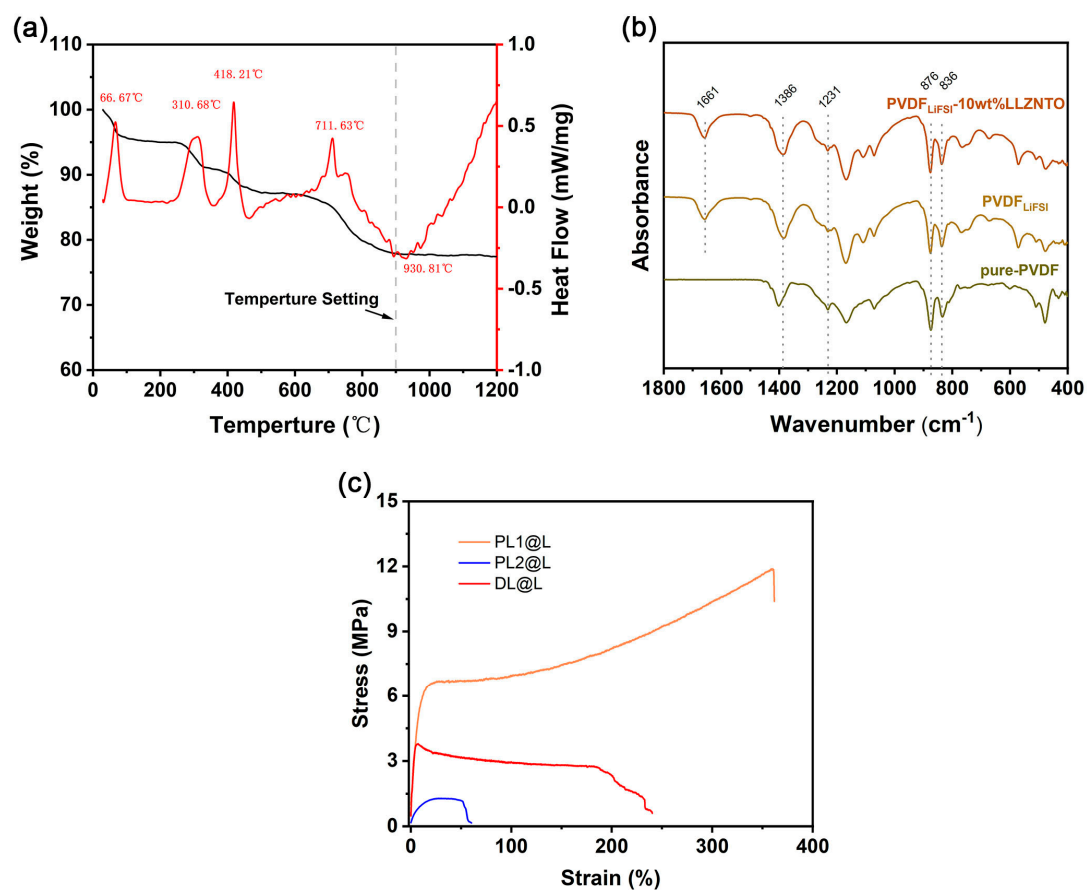 (a)
110
100
90
80
70
60
Weight (%)
0
200
400
600
800
1000
1200
Temperture (℃)
1.0
0.5
0.0
-0.5
-1.0
Heat Flow (mW/mg)
66.67℃
310.68℃
418.21℃
711.63℃
930.81℃
Temperture Setting
(b)
Absorbance
1661
1386
1231
876
836
PVDFLiFSI-10wt%LLZNTO
PVDFLiFSI
pure-PVDF
1800
1600
1400
1200
1000
800
600
400
Wavenumber (cm-1)
(c)
15
12
9
6
3
0
Stress (MPa)
PL1@L
PL2@L
DL@L
0
100
200
300
400
Strain (%)